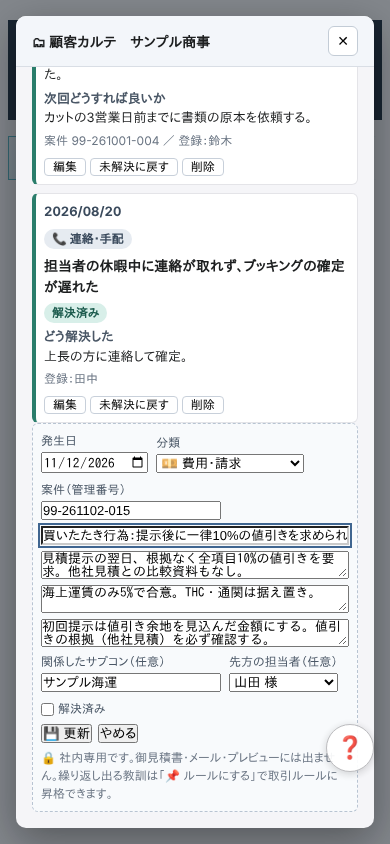 🗂 顧客カルテ　サンプル商事
✕
た。
次回どうすれば良いか
カットの3営業日前までに書類の原本を依頼する。
案件 99-261001-004 ／ 登録:鈴木
編集 未解決に戻す 削除
2026/08/20
📞 連絡・手配
担当者の休暇中に連絡が取れず、ブッキングの確定
が遅れた
解決済み
どう解決した
上長の方に連絡して確定。
登録:田中
編集 未解決に戻す 削除
発生日 分類
11/12/2026 💴 費用・請求
案件(管理番号)
99-261102-015
買いたたき行為:提示後に一律10%の値引きを求められ
見積提示の翌日、根拠なく全項目10%の値引きを要
求。他社見積との比較資料もなし。
海上運賃のみ5%で合意。THC・通関は据え置き。
初回提示は値引き余地を見込んだ金額にする。値引
きの根拠（他社見積）を必ず確認する。
関係したサブコン(任意) 先方の担当者(任意)
サンプル海運 山田 様
解決済み
💾 更新 やめる
🔒 社内専用です。御見積書・メール・プレビューには出ませ
ん。繰り返し出る教訓は「📌 ルールにする」で取引ルールに
昇格できます。
❓